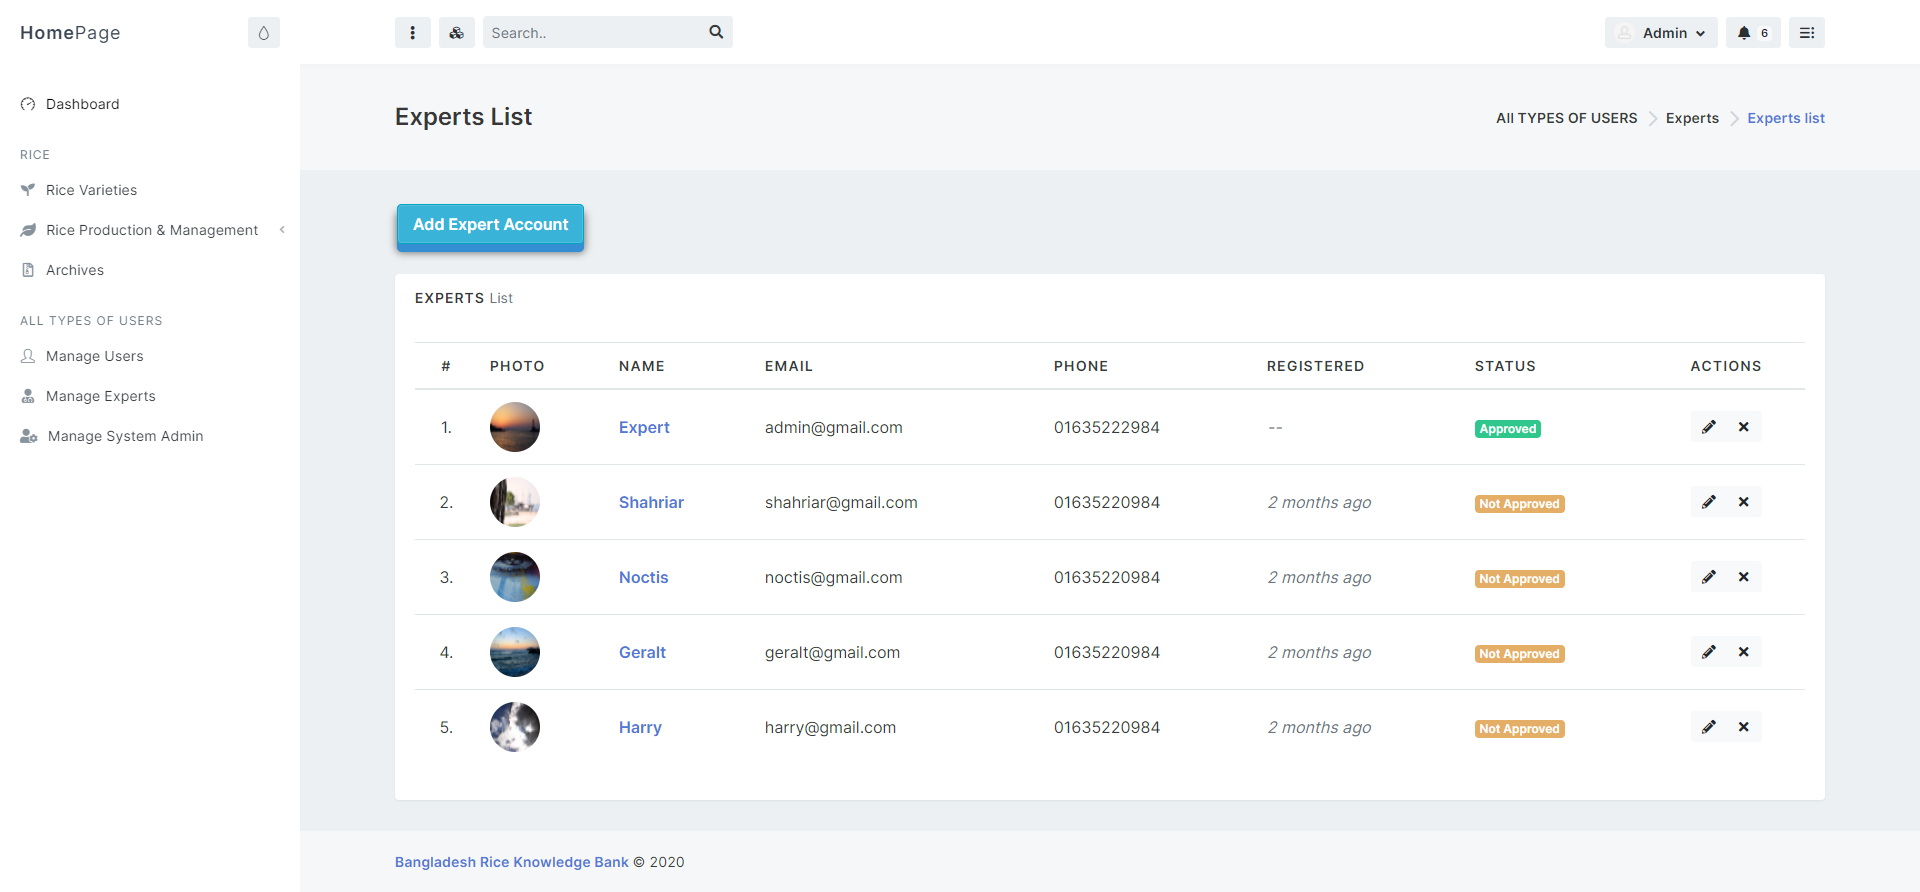 HomePage
Search..
Admin
6
Dashboard
RICE
Rice Varieties
Rice Production & Management
Archives
ALL TYPES OF USERS
Manage Users
Manage Experts
Manage System Admin
Experts List
All TYPES OF USERS Experts Experts list
Add Expert Account
EXPERTS List
# PHOTO NAME EMAIL PHONE REGISTERED STATUS ACTIONS
1. Expert admin@gmail.com 01635222984 -- Approved
2. Shahriar shahriar@gmail.com 01635220984 2 months ago Not Approved
3. Noctis noctis@gmail.com 01635220984 2 months ago Not Approved
4. Geralt geralt@gmail.com 01635220984 2 months ago Not Approved
5. Harry harry@gmail.com 01635220984 2 months ago Not Approved
Bangladesh Rice Knowledge Bank © 2020